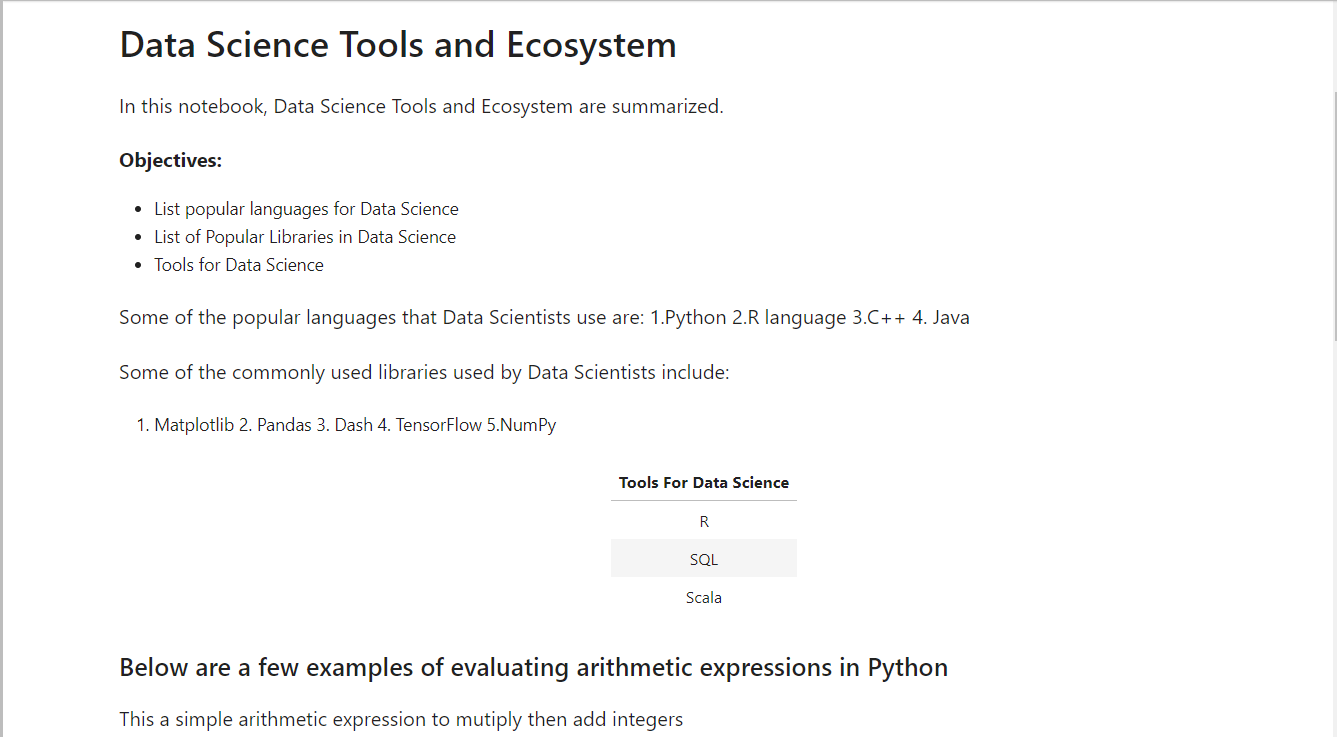 Data Science Tools and Ecosystem
In this notebook, Data Science Tools and Ecosystem are summarized.
Objectives:
List popular languages for Data Science
List of Popular Libraries in Data Science
Tools for Data Science
Some of the popular languages that Data Scientists use are: 1.Python 2.R language 3.C++ 4. Java
Some of the commonly used libraries used by Data Scientists include:
1. Matplotlib 2. Pandas 3. Dash 4. TensorFlow 5.NumPy
Tools For Data Science
R
SQL
Scala
Below are a few examples of evaluating arithmetic expressions in Python
This a simple arithmetic expression to mutiply then add integers